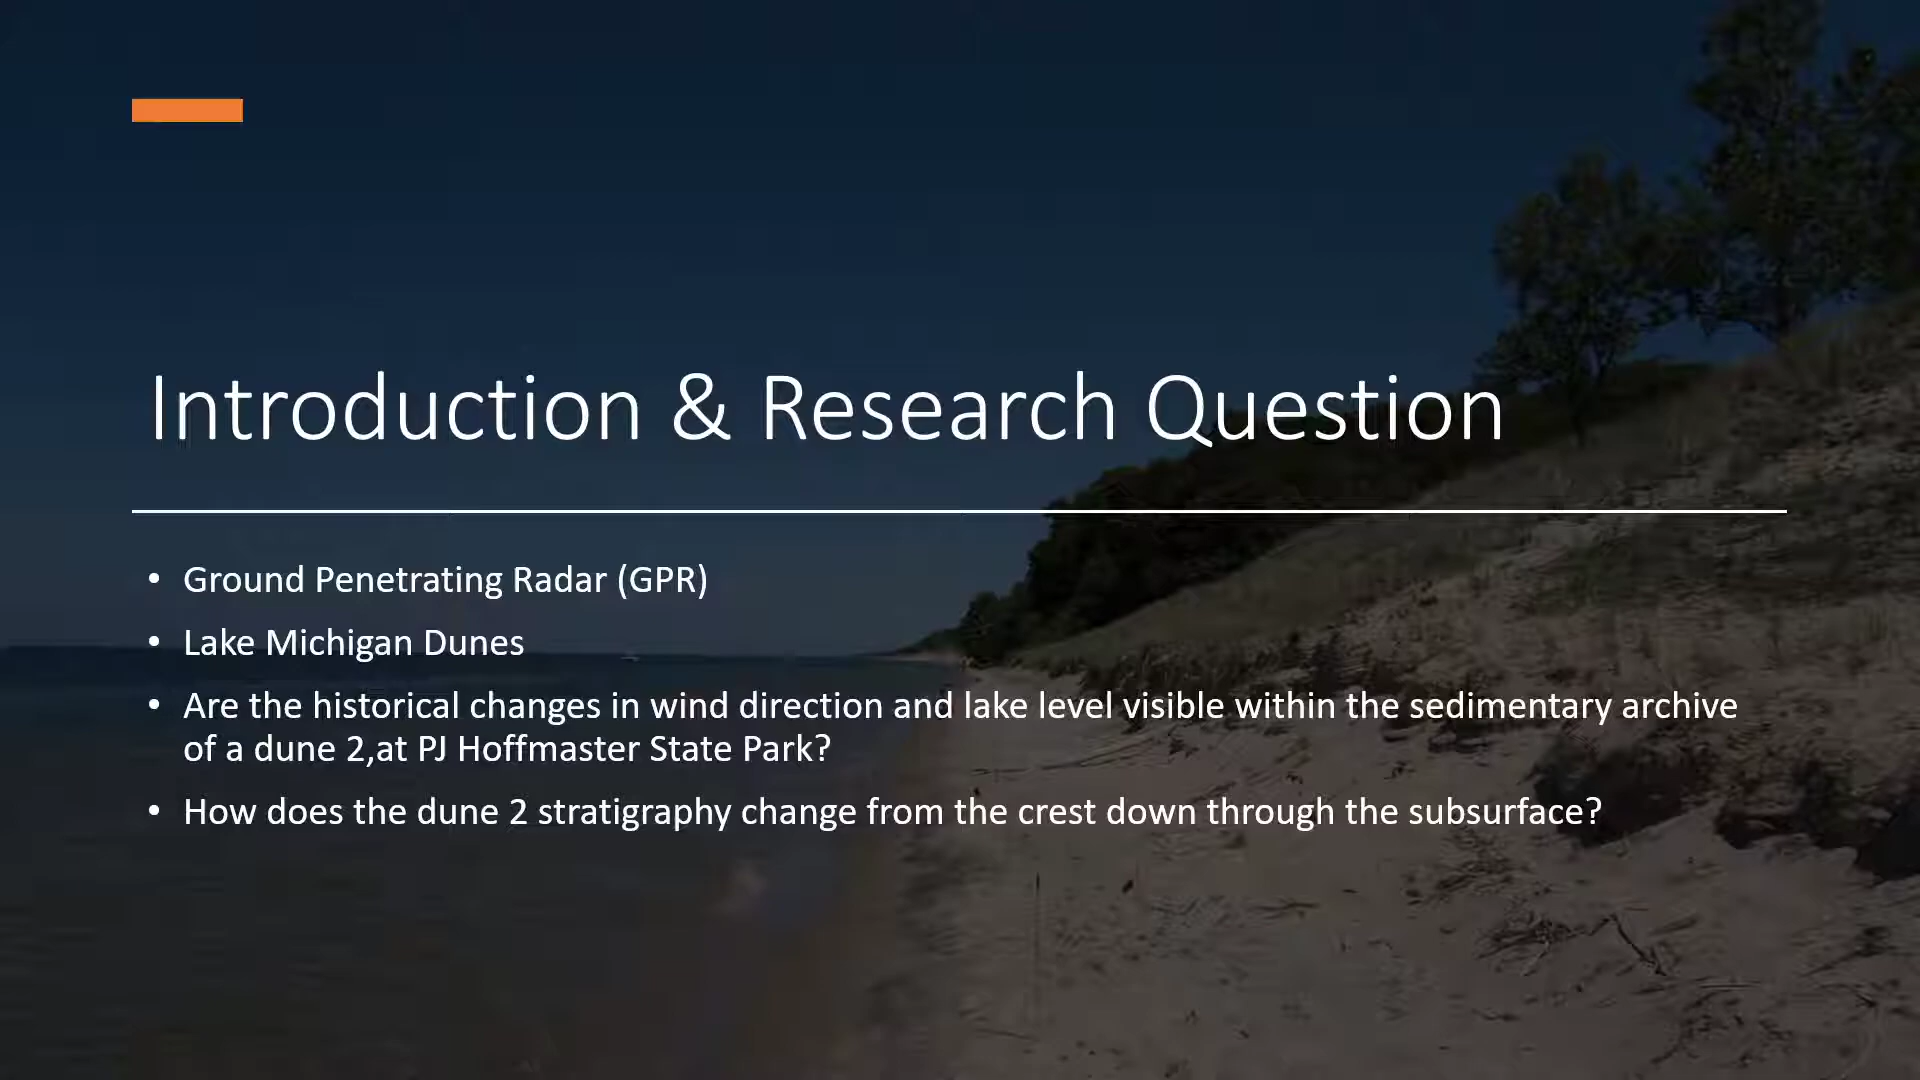 Introduction & Research Question
• Ground Penetrating Radar (GPR)
• Lake Michigan Dunes
• Are the historical changes in wind direction and lake level visible within the sedimentary archive
of a dune 2,at PJ Hoffmaster State Park?
• How does the dune 2 stratigraphy change from the crest down through the subsurface?